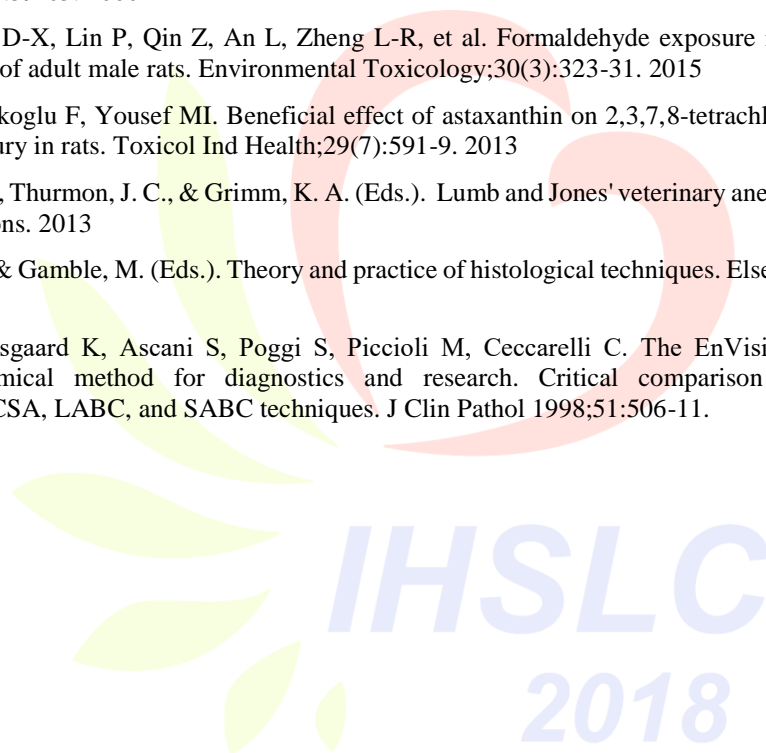 D-X, Lin P, Qin Z, An L, Zheng L-R, et al. Formaldehyde exposure
of adult male rats. Environmental Toxicology;30(3):323-31. 2015
koglu F, Yousef MI. Beneficial effect of astaxanthin on 2,3,7,8-tetrachl
ury in rats. Toxicol Ind Health;29(7):591-9. 2013
, Thurmon, J. C., & Grimm, K. A. (Eds.). Lumb and Jones' veterinary ane
ons. 2013
& Gamble, M. (Eds.). Theory and practice of histological techniques. Else
sgaard K, Ascani S, Poggi S, Piccioli M, Ceccarelli C. The EnVisi
mical method for diagnostics and research. Critical comparison
CSA, LABC, and SABC techniques. J Clin Pathol 1998;51:506-11.
IHSLC
2018